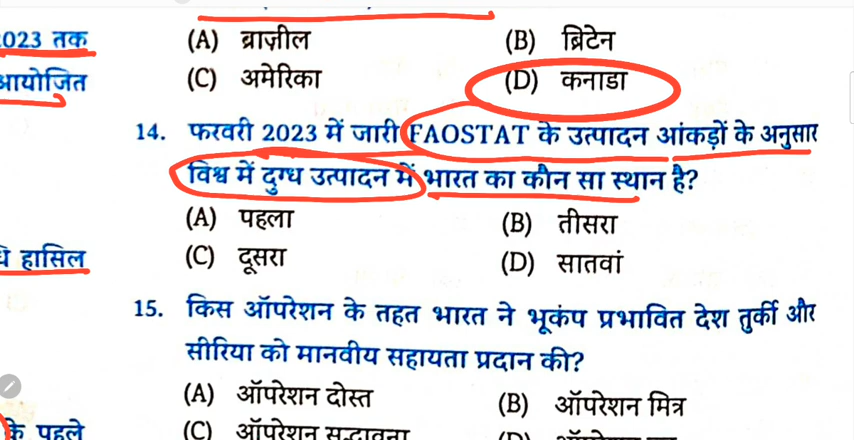 2023 तक
आयोजित
हासिल
के पहले
(A) ब्राज़ील (B) ब्रिटेन
(C) अमेरिका (D) कनाडा
14. फरवरी 2023 में जारी FAOSTAT के उत्पादन आंकड़ों के अनुसार
विश्व में दुग्ध उत्पादन में भारत का कौन सा स्थान है?
(A) पहला (B) तीसरा
(C) दूसरा (D) सातवां
15. किस ऑपरेशन के तहत भारत ने भूकंप प्रभावित देश तुर्की और
सीरिया को मानवीय सहायता प्रदान की?
(A) ऑपरेशन दोस्त (B) ऑपरेशन मित्र
(C) ऑपरेशन सद्भावना (D)